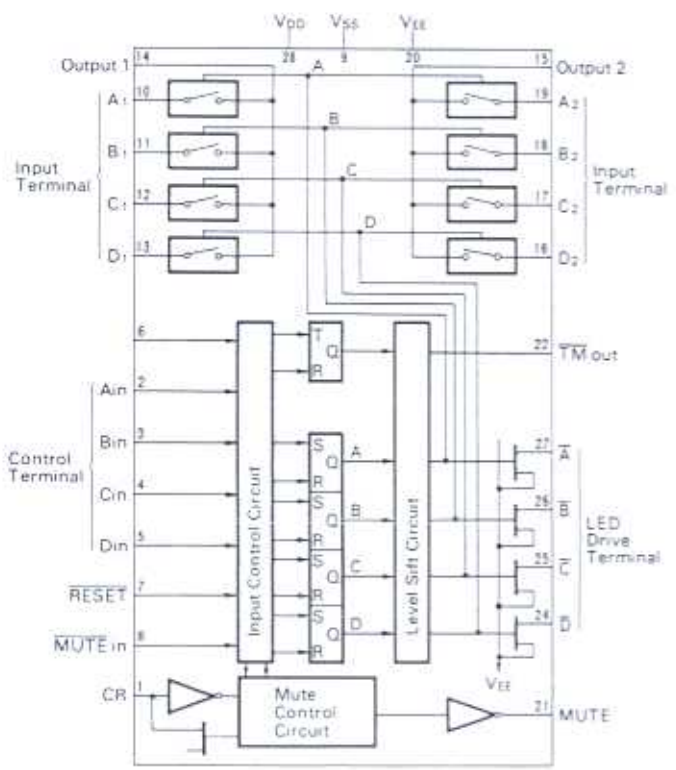 VDD VSS VEE
14 28 9 20 15
Output 1 A Output 2
A1 10 19 A2
B
B1 11 18 B2
Input Terminal
Input Terminal
C
C1 12 17 C2
D
D1 13 16 D2
6 T Q R 22 TM out
Ain 2
Bin 3 S Q A R 27 A
Control Terminal
Cin 4 S Q B R 26 B
LED Drive Terminal
Din 5 S Q C R 25 C
RESET 7 S Q D R 24 D
MUTE in 8
Input Control Circuit
Level Sift Circuit
VEE
CR 1 Mute Control Circuit 21 MUTE